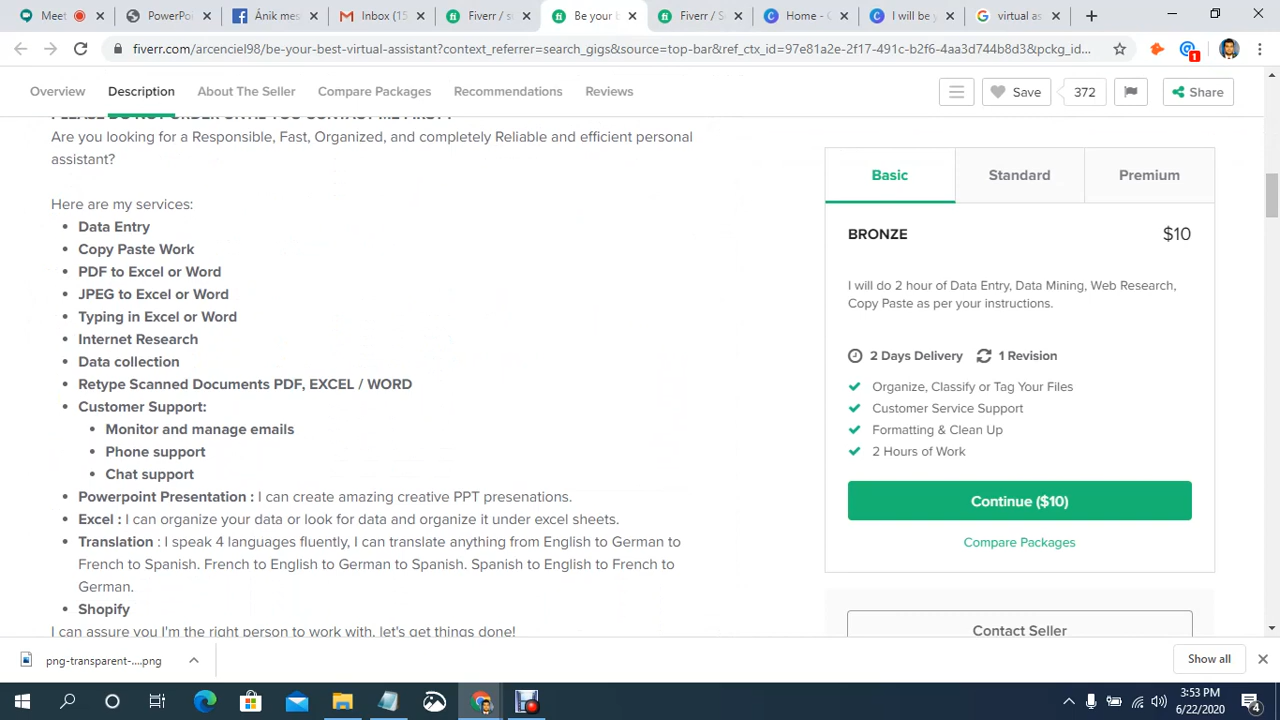 Meet
PowerPoi
Ánik mes
Inbox (15
Fiverr / s
Be your b
Fiverr / S
Home - C
I will be y
virtual as
fiverr.com/arcenciel98/be-your-best-virtual-assistant?context_referrer=search_gigs&source=top-bar&ref_ctx_id=97e81a2e-2f17-491c-b2f6-4aa3d744b8d3&pckg_id...
1
Overview
Description
About The Seller
Compare Packages
Recommendations
Reviews
Save
372
Share
PLEASE DO NOT ORDER UNTIL YOU CONTACT ME FIRST !
Are you looking for a Responsible, Fast, Organized, and completely Reliable and efficient personal
assistant?
Here are my services:
Data Entry
Copy Paste Work
PDF to Excel or Word
JPEG to Excel or Word
Typing in Excel or Word
Internet Research
Data collection
Retype Scanned Documents PDF, EXCEL / WORD
Customer Support:
Monitor and manage emails
Phone support
Chat support
Powerpoint Presentation : I can create amazing creative PPT presenations.
Excel : I can organize your data or look for data and organize it under excel sheets.
Translation : I speak 4 languages fluently, I can translate anything from English to German to
French to Spanish. French to English to German to Spanish. Spanish to English to French to
German.
Shopify
I can assure you I'm the right person to work with, let's get things done!
Basic
Standard
Premium
BRONZE
$10
I will do 2 hour of Data Entry, Data Mining, Web Research,
Copy Paste as per your instructions.
2 Days Delivery
1 Revision
Organize, Classify or Tag Your Files
Customer Service Support
Formatting & Clean Up
2 Hours of Work
Continue ($10)
Compare Packages
Contact Seller
png-transparent-....png
Show all
3:53 PM
6/22/2020
4